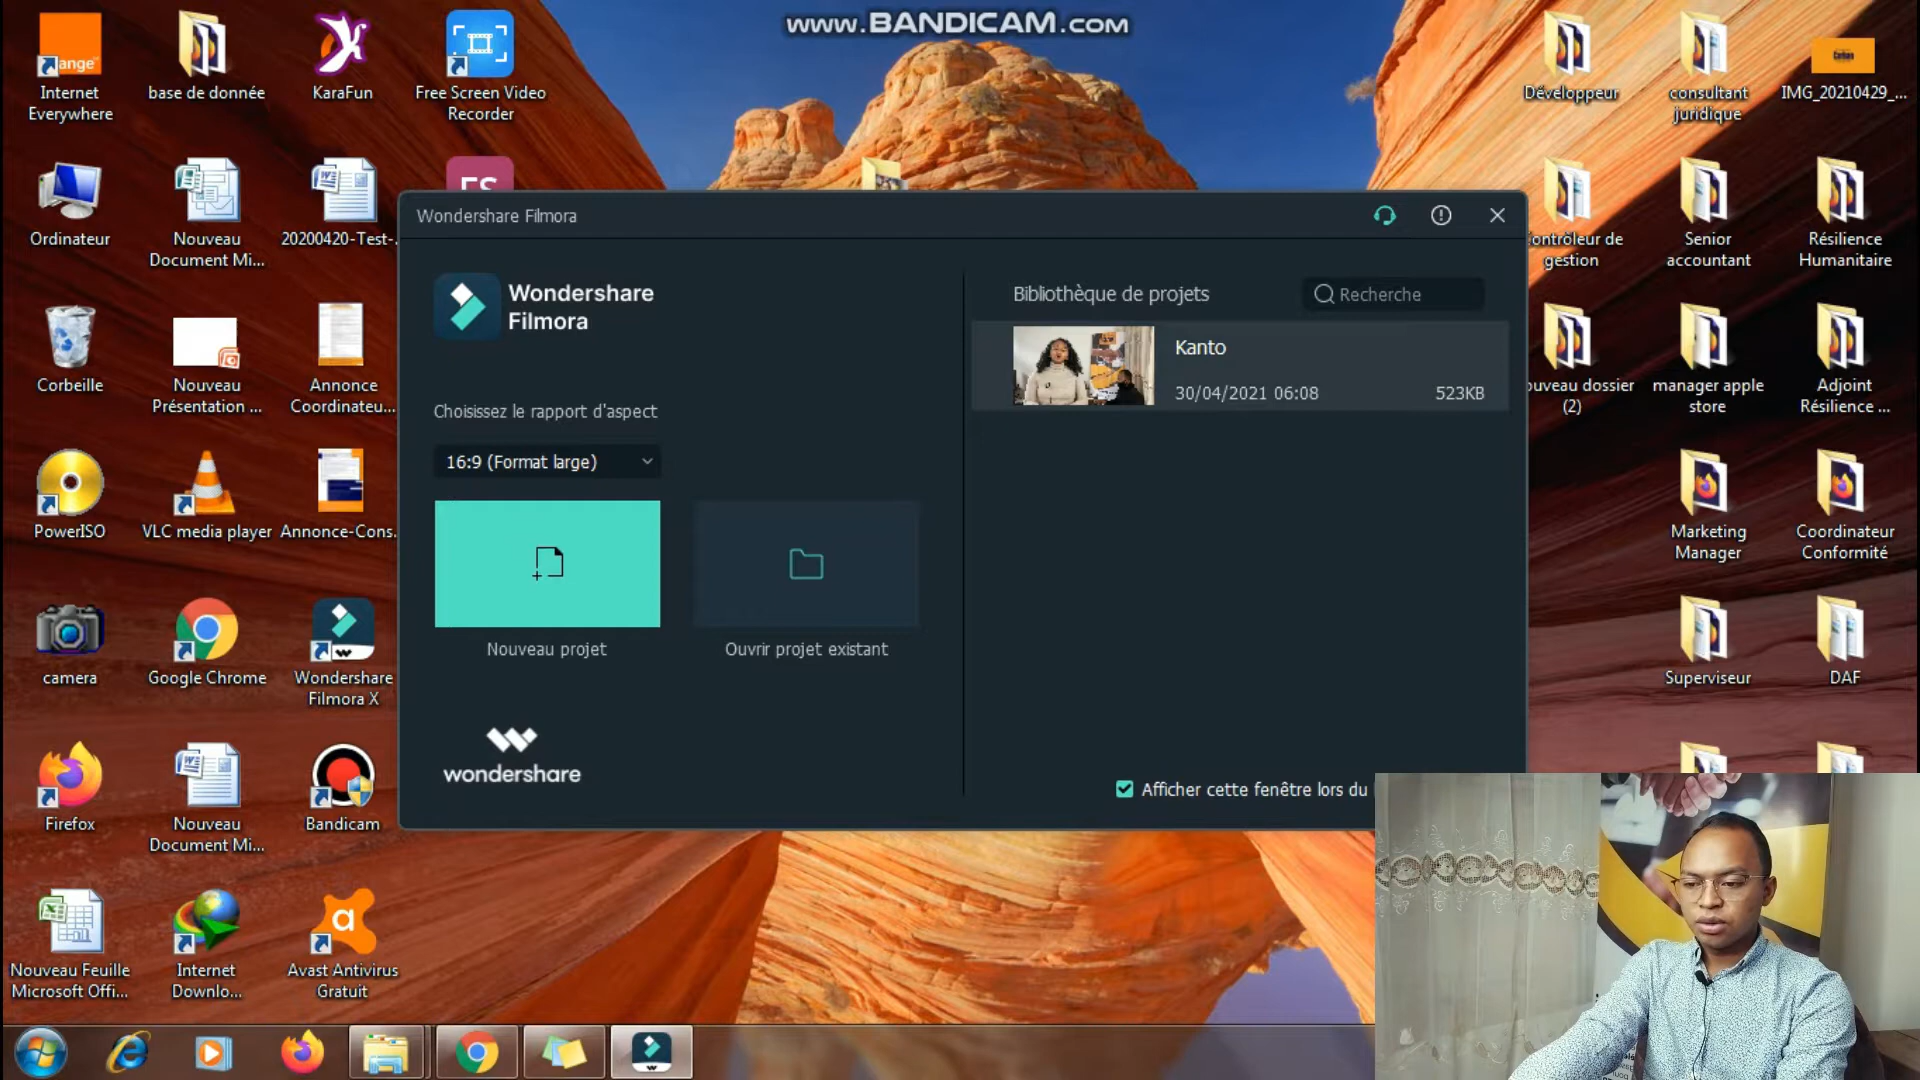 www.BANDICAM.com
ange
Internet
Everywhere
base de donnée
KaraFun
Free Screen Video
Recorder
Développeur
consultant
juridique
IMG_20210429_...
Ordinateur
Nouveau
Document Mi...
20200420-Test-.
ES
Wondershare Filmora
ontrôleur de
gestion
Senior
accountant
Résilience
Humanitaire
Wondershare
Filmora
Bibliothèque de projets
Recherche
Kanto
30/04/2021 06:08
523KB
Corbeille
Nouveau
Présentation ...
Annonce
Coordinateu...
Choisissez le rapport d'aspect
16:9 (Format large)
ouveau dossier
(2)
manager apple
store
Adjoint
Résilience ...
PowerISO
VLC media player
Annonce-Cons.
Marketing
Manager
Coordinateur
Conformité
Nouveau projet
Ouvrir projet existant
camera
Google Chrome
Wondershare
Filmora X
Superviseur
DAF
wondershare
Afficher cette fenêtre lors du
Firefox
Nouveau
Document Mi...
Bandicam
Nouveau Feuille
Microsoft Offi...
Internet
Downlo...
a
Avast Antivirus
Gratuit